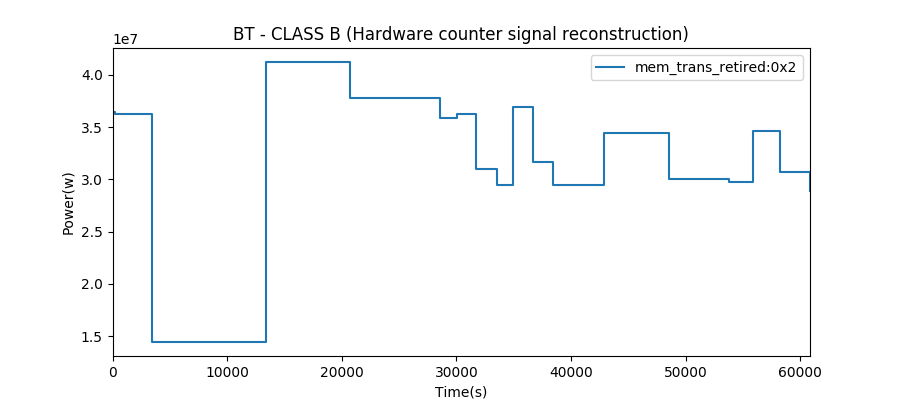 BT - CLASS B (Hardware counter signal reconstruction)
1e7
mem_trans_retired:0x2
4.0
3.5
3.0
2.5
2.0
1.5
Power(w)
0 10000 20000 30000 40000 50000 60000
Time(s)